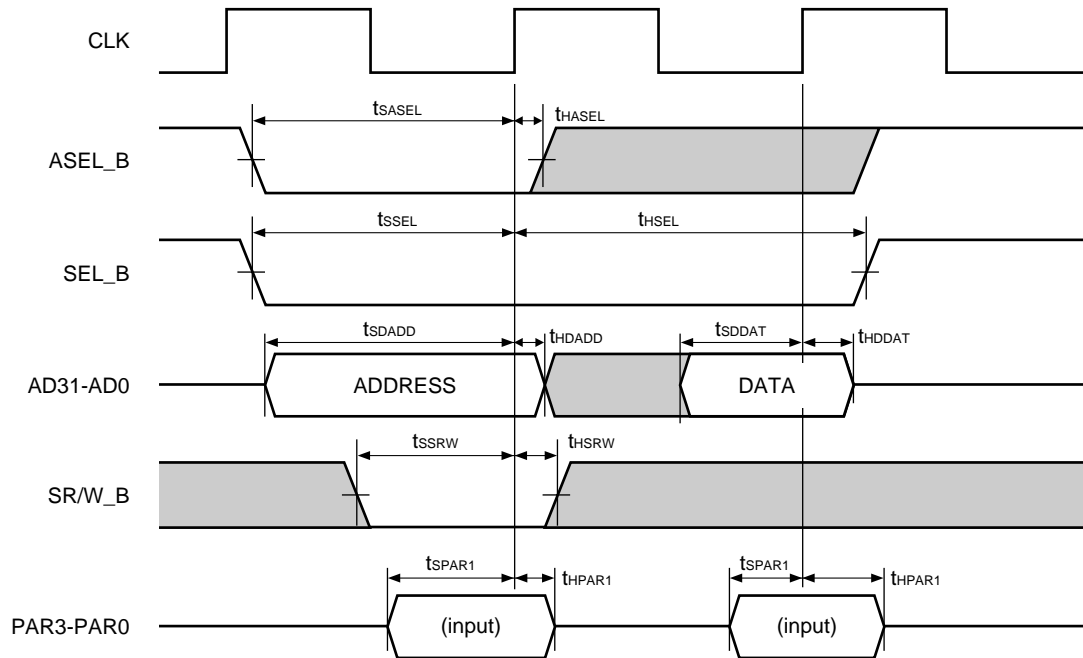 CLK
tSASEL
tHASEL
ASEL_B
tSSEL
tHSEL
SEL_B
tSDADD
tHDADD
tSDDAT
tHDDAT
AD31-AD0
ADDRESS
DATA
tSSRW
tHSRW
SR/W_B
tSPAR1
tHPAR1
tSPAR1
tHPAR1
PAR3-PAR0
(input)
(input)